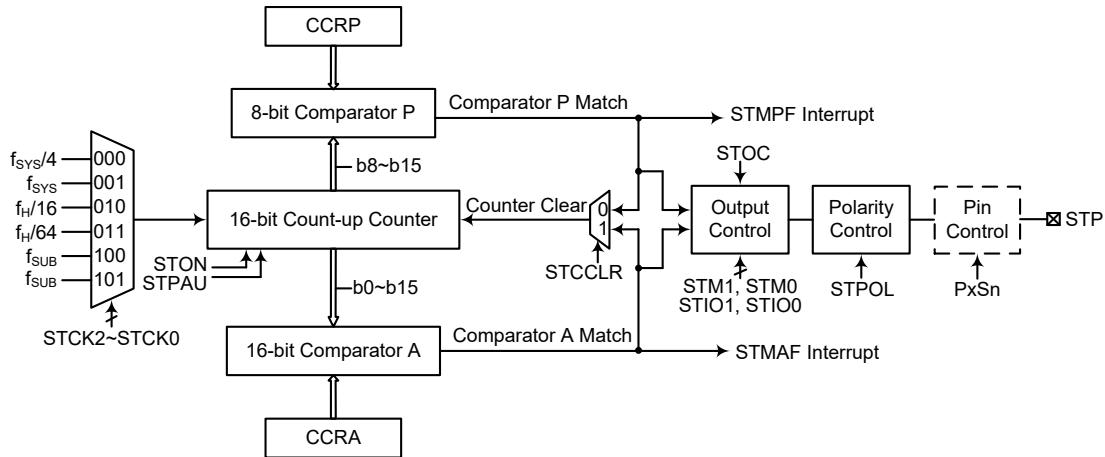 CCRP
8-bit Comparator P
Comparator P Match
STMPF Interrupt
b8~b15
STOC
fSYS/4
000
fSYS
001
fH/16
010
fH/64
011
fSUB
100
fSUB
101
16-bit Count-up Counter
Counter Clear
0
1
Output
Control
Polarity
Control
Pin
Control
STP
STON
STPAU
STCCLR
STM1, STM0
STIO1, STIO0
STPOL
PxSn
b0~b15
STCK2~STCK0
16-bit Comparator A
Comparator A Match
STMAF Interrupt
CCRA